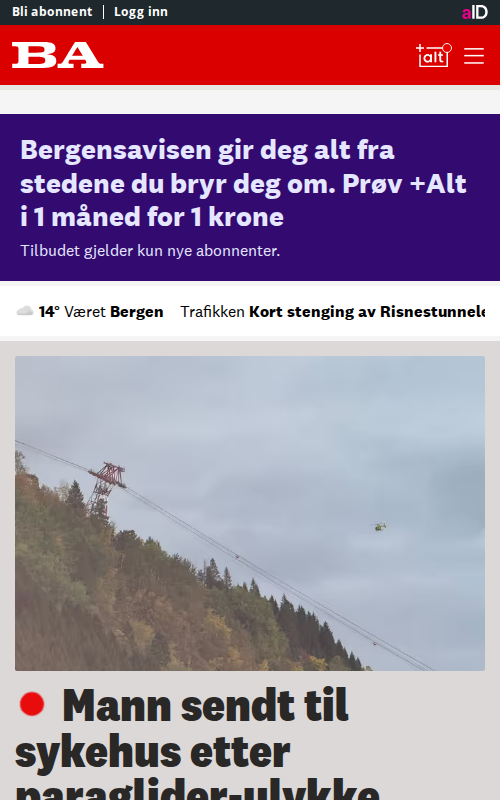 Bli abonnent | Logg inn
aID
BA
+alt
Bergensavisen gir deg alt fra
stedene du bryr deg om. Prøv +Alt
i 1 måned for 1 krone
Tilbudet gjelder kun nye abonnenter.
14° Været Bergen Trafikken Kort stenging av Risnestunnele
Mann sendt til
sykehus etter
paraglider-ulykke